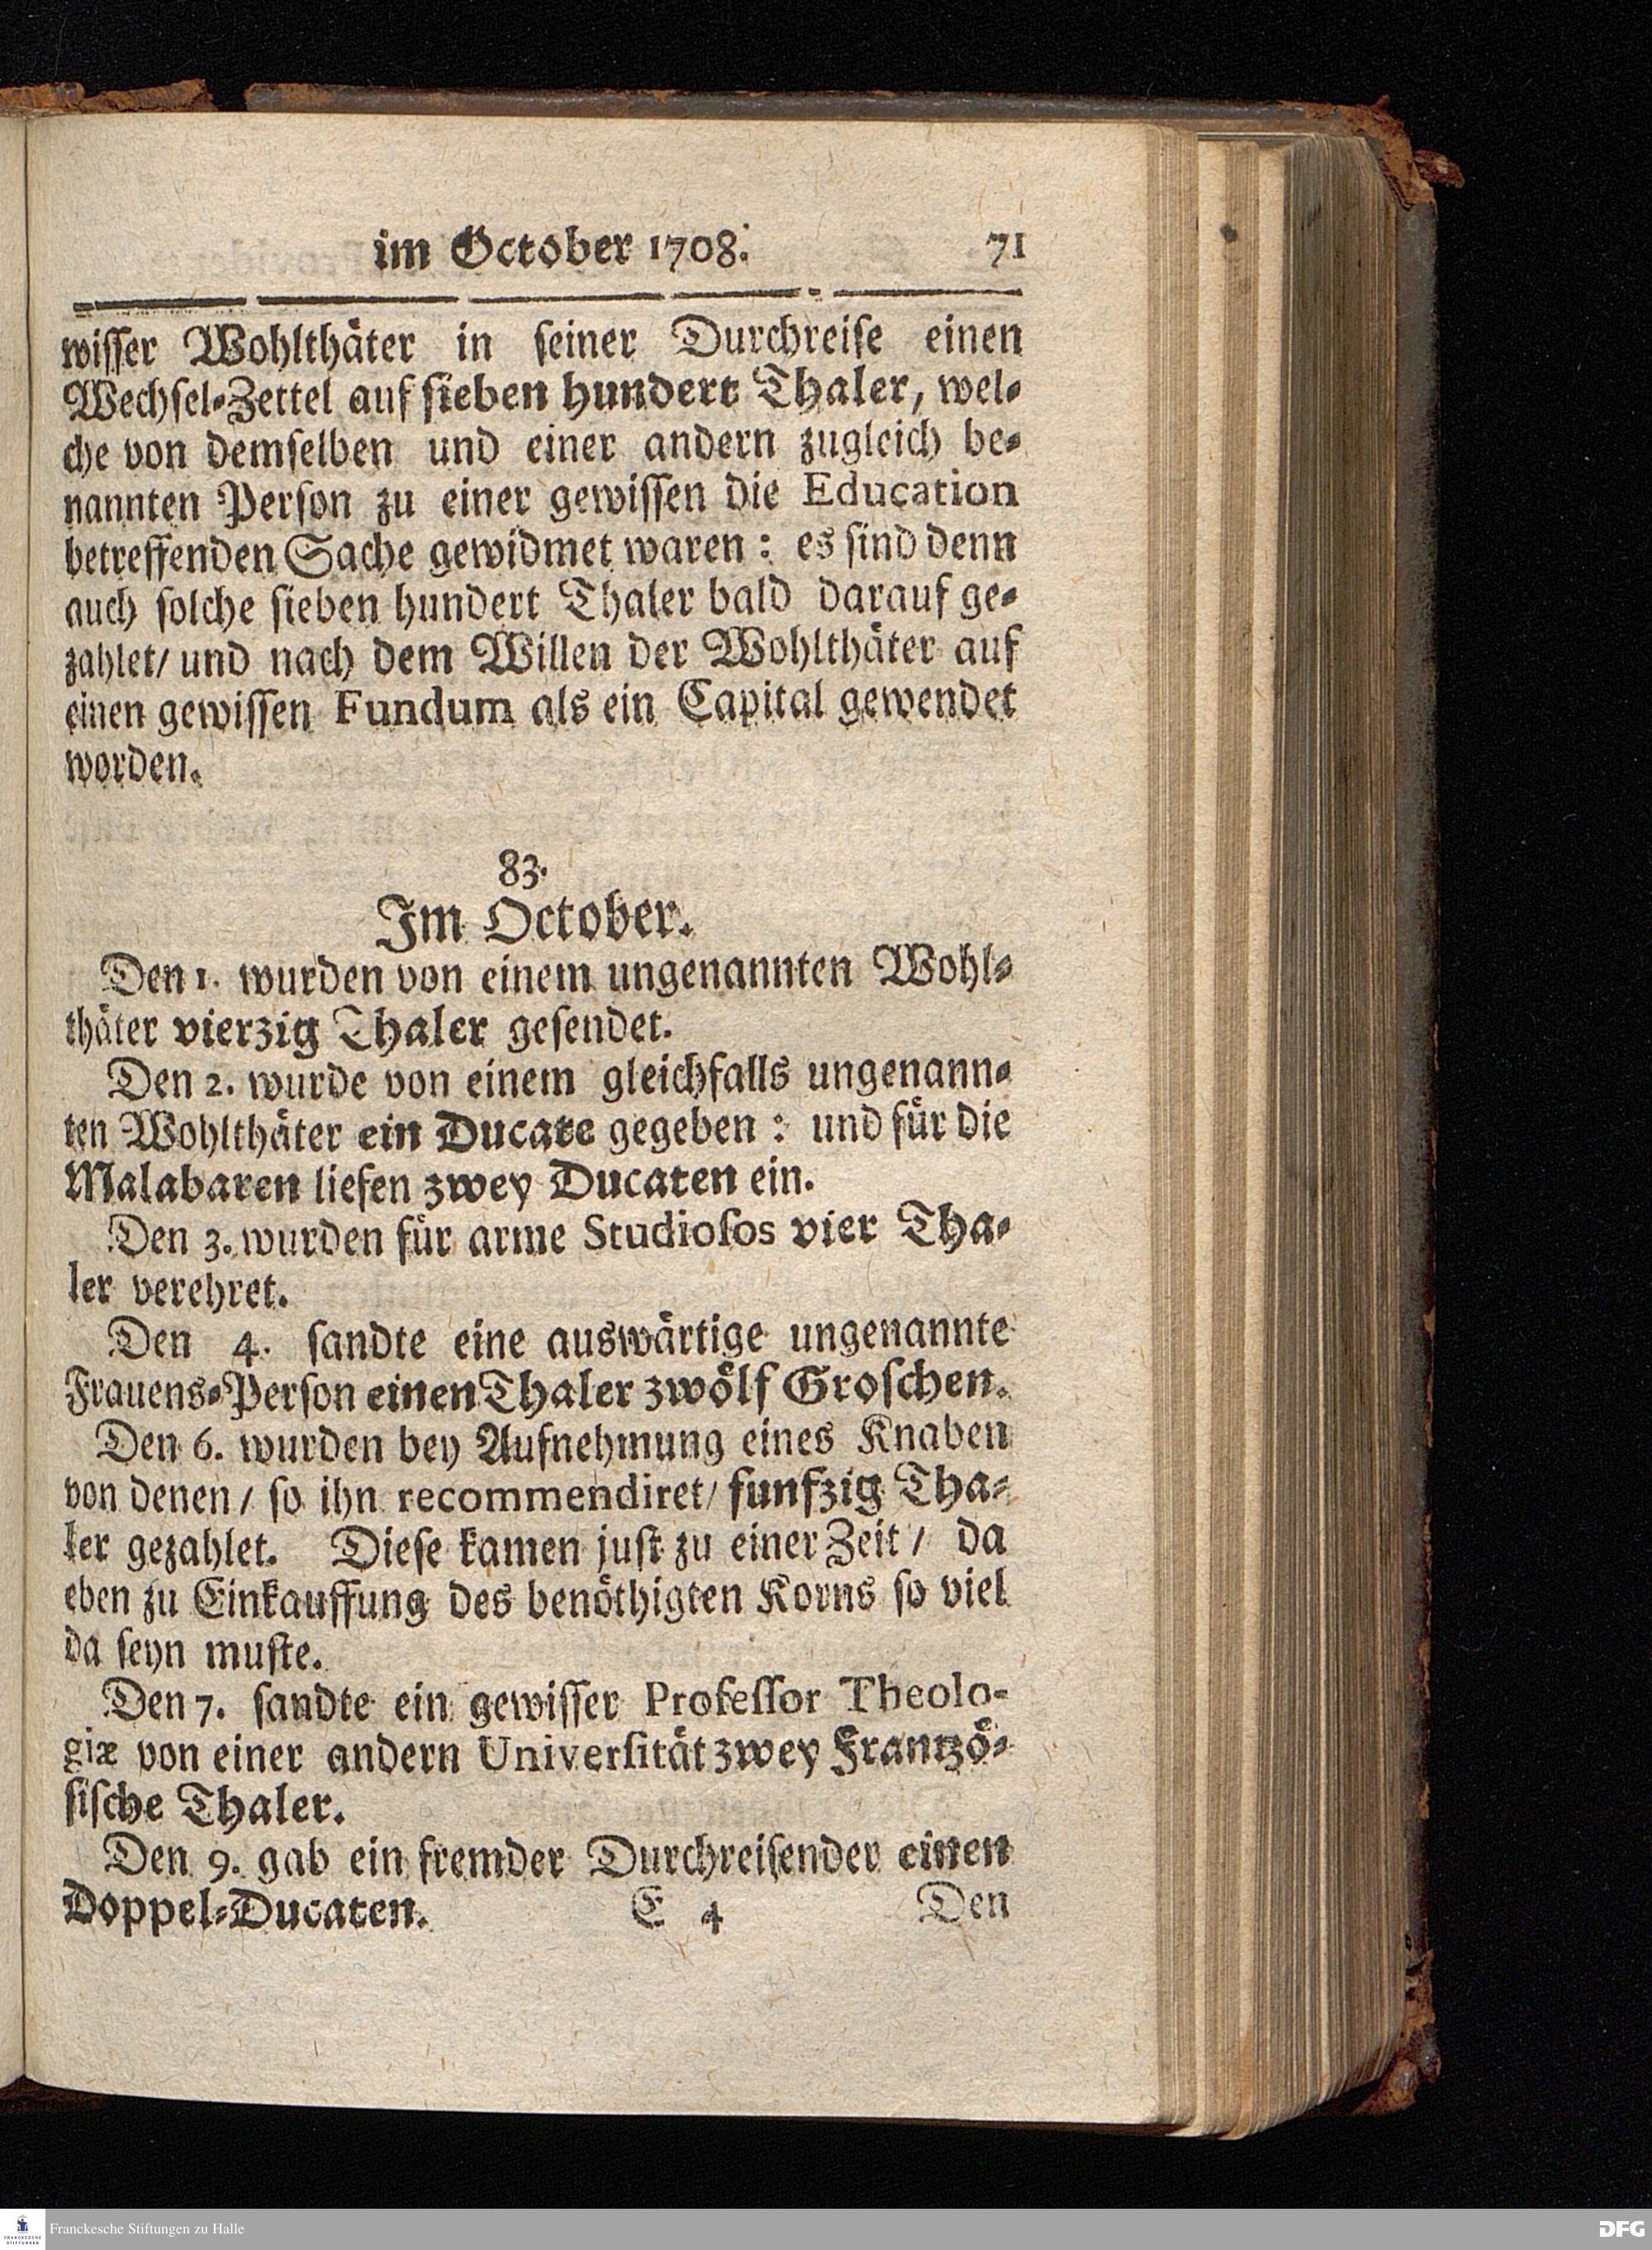 im October 1708. 71
wisser Wohlthäter in seiner Durchreise einen
Wechsel-Zettel auf sieben hundert Thaler, wel-
che von demselben und einer andern zugleich be-
nannten Person zu einer gewissen die Education
betreffenden Sache gewidmet waren: es sind denn
auch solche sieben hundert Thaler bald darauf ge-
zahlet/ und nach dem Willen der Wohlthäter auf
einen gewissen Fundum als ein Capital gewendet
worden.
83.
Im October.
Den 1. wurden von einem ungenannten Wohl-
thäter vierzig Thaler gesendet.
Den 2. wurde von einem gleichfalls ungenann-
ten Wohlthäter ein Ducate gegeben: und für die
Malabaren liefen zwey Ducaten ein.
Den 3. wurden für arme Studiosos vier Tha-
ler verehret.
Den 4. sandte eine auswärtige ungenannte
Frauens-Person einen Thaler zwölf Groschen.
Den 6. wurden bey Aufnehmung eines Knaben
von denen/ so ihn recommendiret/ funfzig Tha-
ler gezahlet. Diese kamen just zu einer Zeit/ da
eben zu Einkauffung des benöthigten Korns so viel
da seyn muste.
Den 7. sandte ein gewisser Professor Theolo-
giæ von einer andern Universität zwey Frantzö-
sische Thaler.
Den 9. gab ein fremder Durchreisender einen
Doppel-Ducaten. E 4 Den
FRANCKESCHE STIFTUNGEN
Franckesche Stiftungen zu Halle
DFG